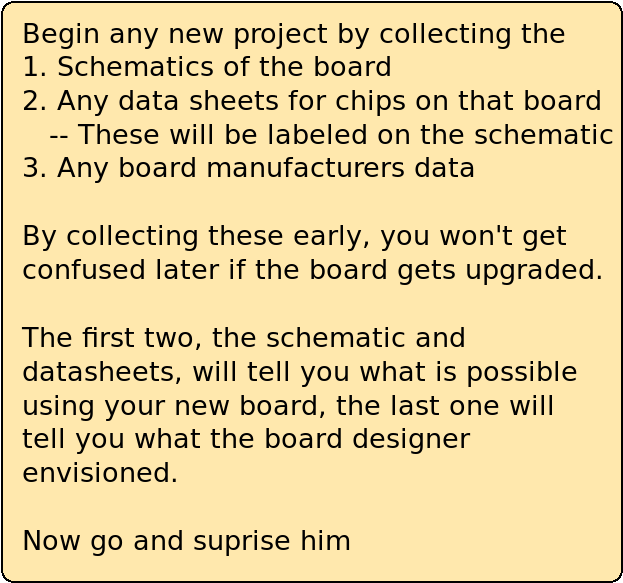 Begin any new project by collecting the
1. Schematics of the board
2. Any data sheets for chips on that board
-- These will be labeled on the schematic
3. Any board manufacturers data
By collecting these early, you won't get
confused later if the board gets upgraded.
The first two, the schematic and
datasheets, will tell you what is possible
using your new board, the last one will
tell you what the board designer
envisioned.
Now go and suprise him